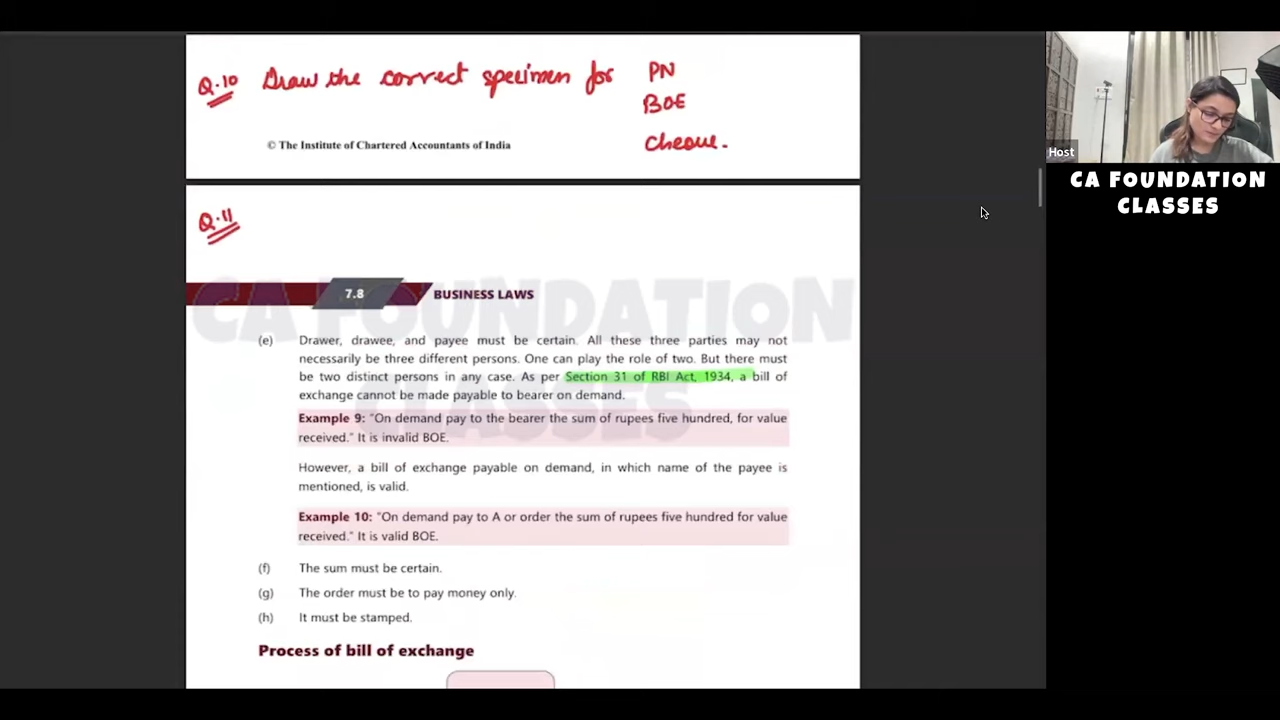 Q.10 Draw the correct specimen for PN
BOE
Cheque.
© The Institute of Chartered Accountants of India
Q.11
7.8 BUSINESS LAWS
(e) Drawer, drawee, and payee must be certain. All these three parties may not
necessarily be three different persons. One can play the role of two. But there must
be two distinct persons in any case. As per Section 31 of RBI Act, 1934, a bill of
exchange cannot be made payable to bearer on demand.
Example 9: "On demand pay to the bearer the sum of rupees five hundred, for value
received." It is invalid BOE.
However, a bill of exchange payable on demand, in which name of the payee is
mentioned, is valid.
Example 10: "On demand pay to A or order the sum of rupees five hundred for value
received." It is valid BOE.
(f) The sum must be certain.
(g) The order must be to pay money only.
(h) It must be stamped.
Process of bill of exchange
CA FOUNDATION
CLASSES
Host
CA FOUNDATION
CLASSES